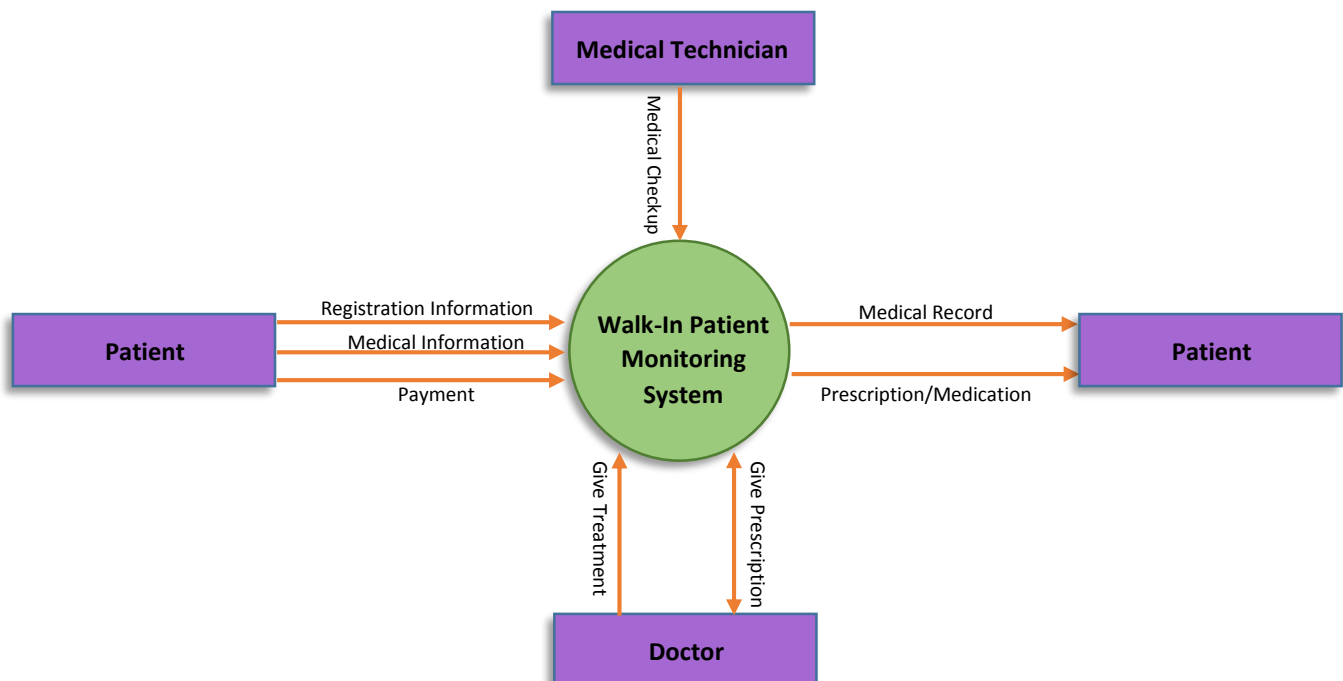 Medical Technician
Medical Checkup
Registration Information
Medical Information
Payment
Patient
Walk-In Patient
Monitoring
System
Medical Record
Prescription/Medication
Patient
Give Treatment
Give Prescription
Doctor